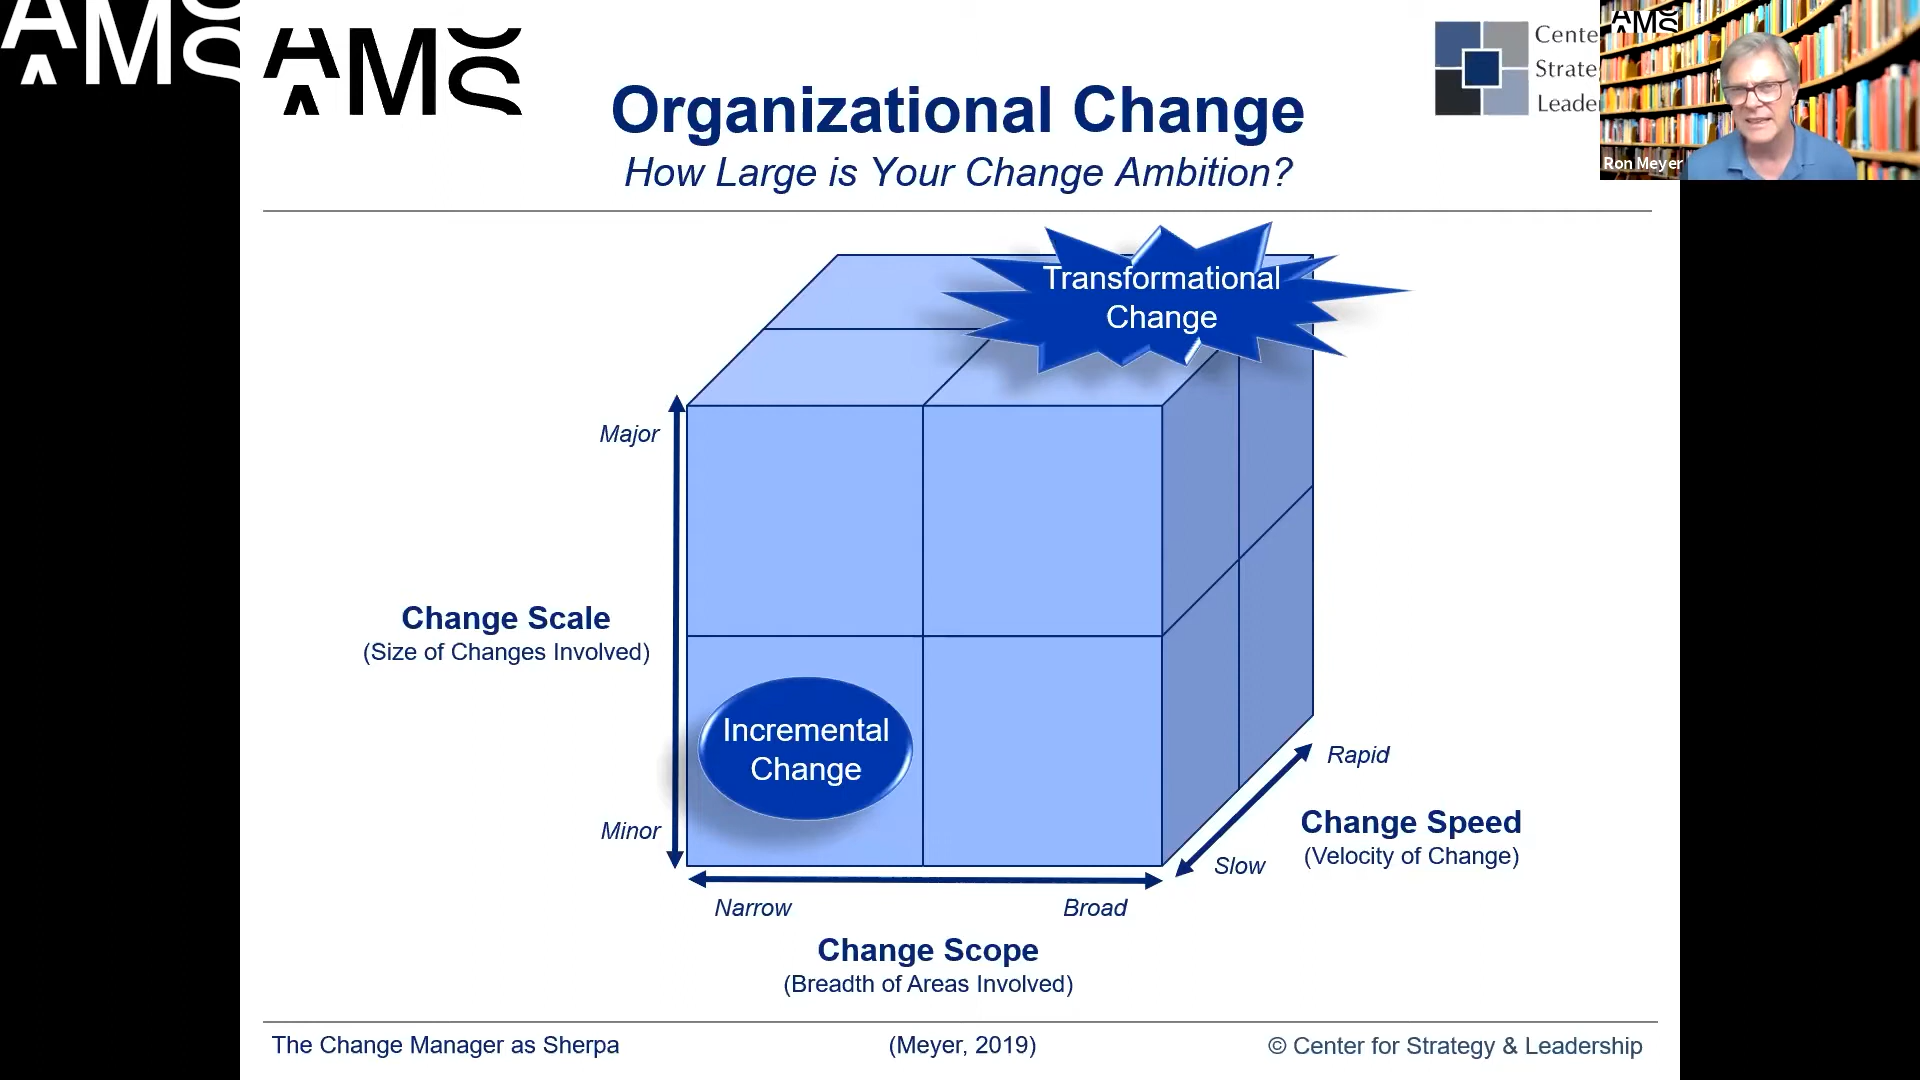 AMS
AMS
Organizational Change
How Large is Your Change Ambition?
Cente
Strate
Leade
AMS
Ron Meyer
Transformational
Change
Major
Change Scale
(Size of Changes Involved)
Incremental
Change
Minor
Rapid
Change Speed
(Velocity of Change)
Slow
Narrow
Broad
Change Scope
(Breadth of Areas Involved)
The Change Manager as Sherpa
(Meyer, 2019)
© Center for Strategy & Leadership